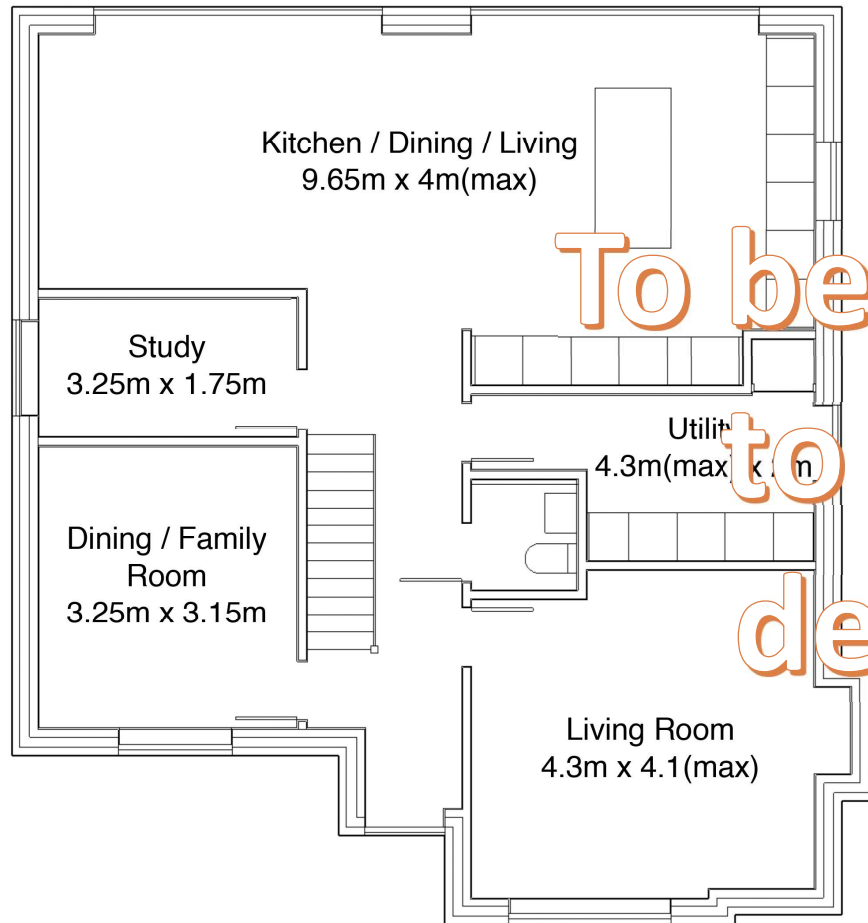 Kitchen / Dining / Living
9.65m x 4m(max)
To be
Study
3.25m x 1.75m
Utility
4.3m(max) x m
to
Dining / Family
Room
3.25m x 3.15m
de
Living Room
4.3m x 4.1(max)